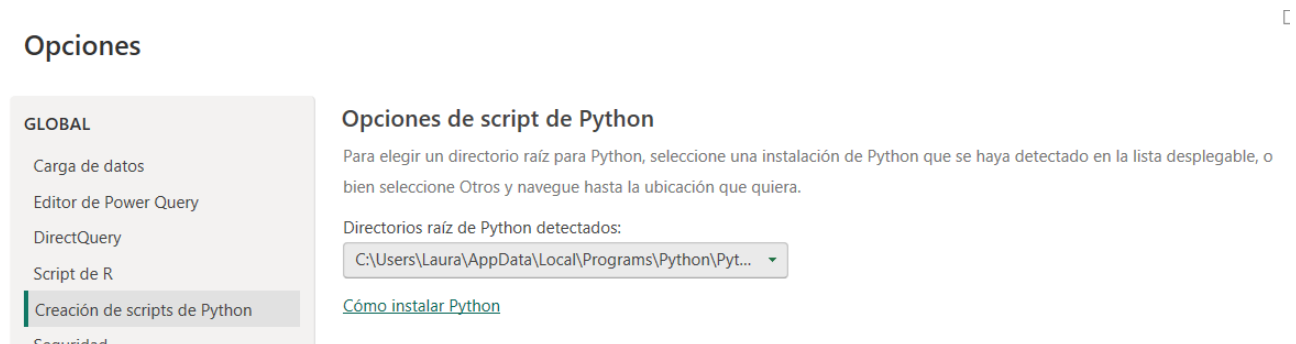 Opciones
GLOBAL
Carga de datos
Editor de Power Query
DirectQuery
Script de R
Creación de scripts de Python
Seguridad
Opciones de script de Python
Para elegir un directorio raíz para Python, seleccione una instalación de Python que se haya detectado en la lista desplegable, o
bien seleccione Otros y navegue hasta la ubicación que quiera.
Directorios raíz de Python detectados:
C:\Users\Laura\AppData\Local\Programs\Python\Pyt...
Cómo instalar Python